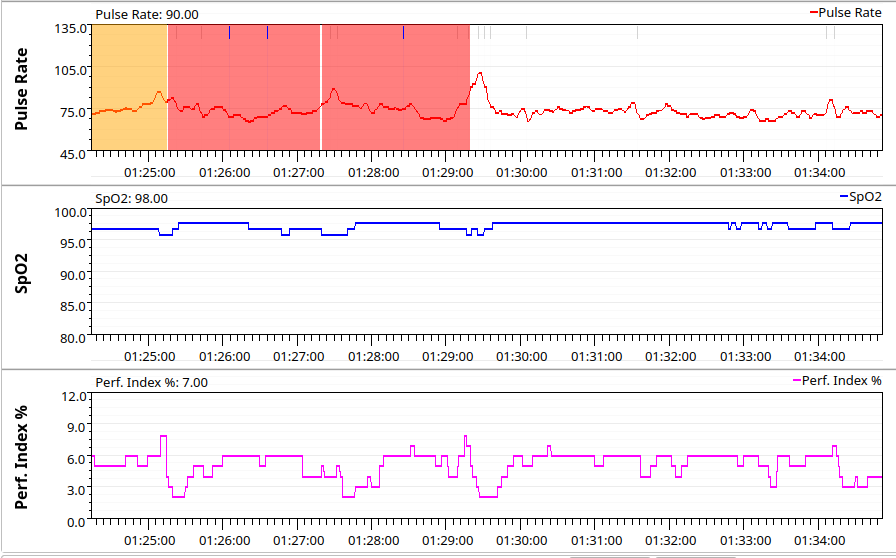 Pulse Rate: 90.00
Pulse Rate
Pulse Rate
135.0
105.0
75.0
45.0
01:25:00 01:26:00 01:27:00 01:28:00 01:29:00 01:30:00 01:31:00 01:32:00 01:33:00 01:34:00
SpO2: 98.00
SpO2
SpO2
100.0
95.0
90.0
85.0
80.0
01:25:00 01:26:00 01:27:00 01:28:00 01:29:00 01:30:00 01:31:00 01:32:00 01:33:00 01:34:00
Perf. Index %: 7.00
Perf. Index %
Perf. Index %
12.0
9.0
6.0
3.0
0.0
01:25:00 01:26:00 01:27:00 01:28:00 01:29:00 01:30:00 01:31:00 01:32:00 01:33:00 01:34:00